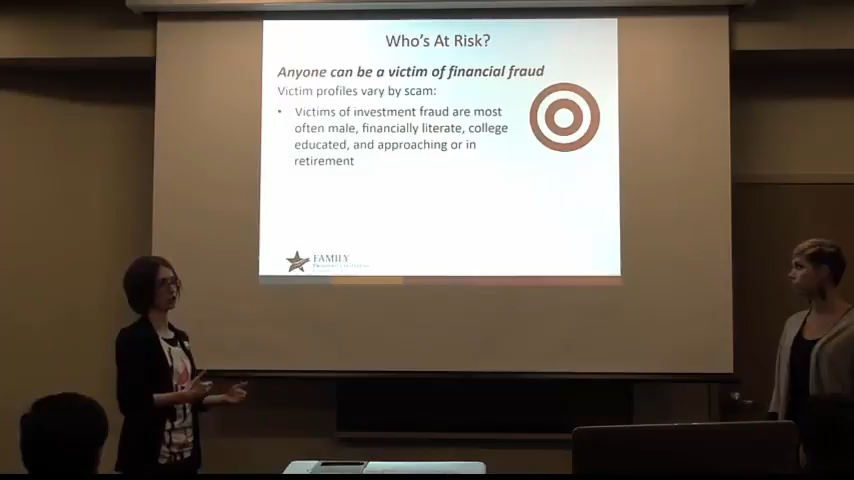 Who's At Risk?
Anyone can be a victim of financial fraud
Victim profiles vary by scam:
• Victims of investment fraud are most
often male, financially literate, college
educated, and approaching or in
retirement
FAMILY